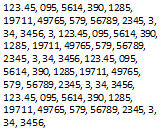 123.45, 095, 5614, 390, 1285,
19711, 49765, 579, 56789, 2345, 3,
34, 3456, 3, 123.45, 095, 5614, 390,
1285, 19711, 49765, 579, 56789,
2345, 3, 34, 3456, 123.45, 095,
5614, 390, 1285, 19711, 49765,
579, 56789, 2345, 3, 34, 3456,
123.45, 095, 5614, 390, 1285,
19711, 49765, 579, 56789, 2345, 3,
34, 3456,